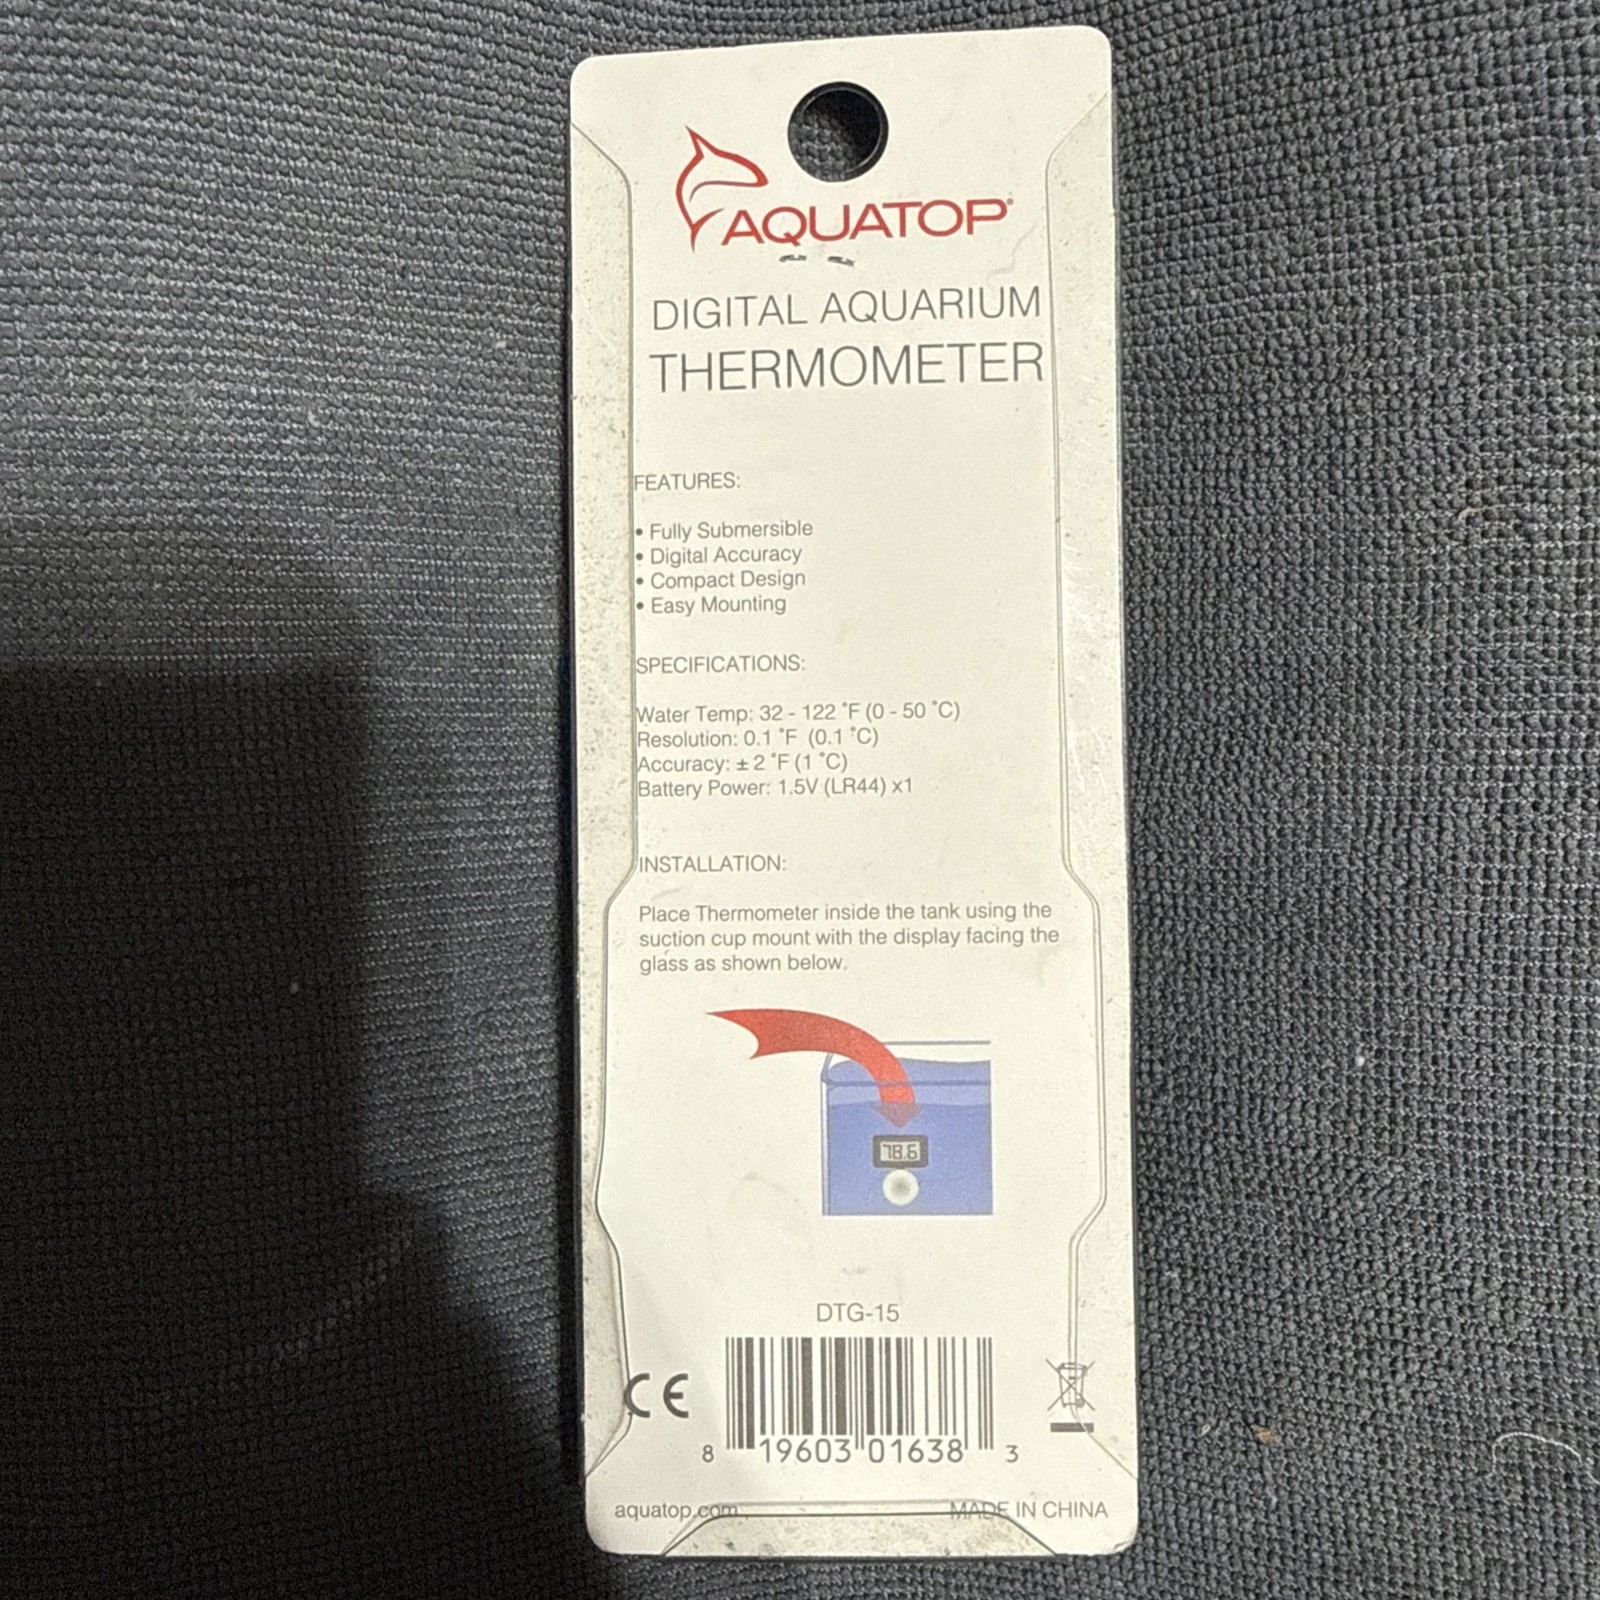 AQUATOP®
DIGITAL AQUARIUM
THERMOMETER
FEATURES:
• Fully Submersible
• Digital Accuracy
• Compact Design
• Easy Mounting
SPECIFICATIONS:
Water Temp: 32 - 122 °F (0 - 50 °C)
Resolution: 0.1 °F (0.1 °C)
Accuracy: ± 2 °F (1 °C)
Battery Power: 1.5V (LR44) x1
INSTALLATION:
Place Thermometer inside the tank using the
suction cup mount with the display facing the
glass as shown below.
78.6
DTG-15
CE
8 19603 01638 3
aquatop.com MADE IN CHINA